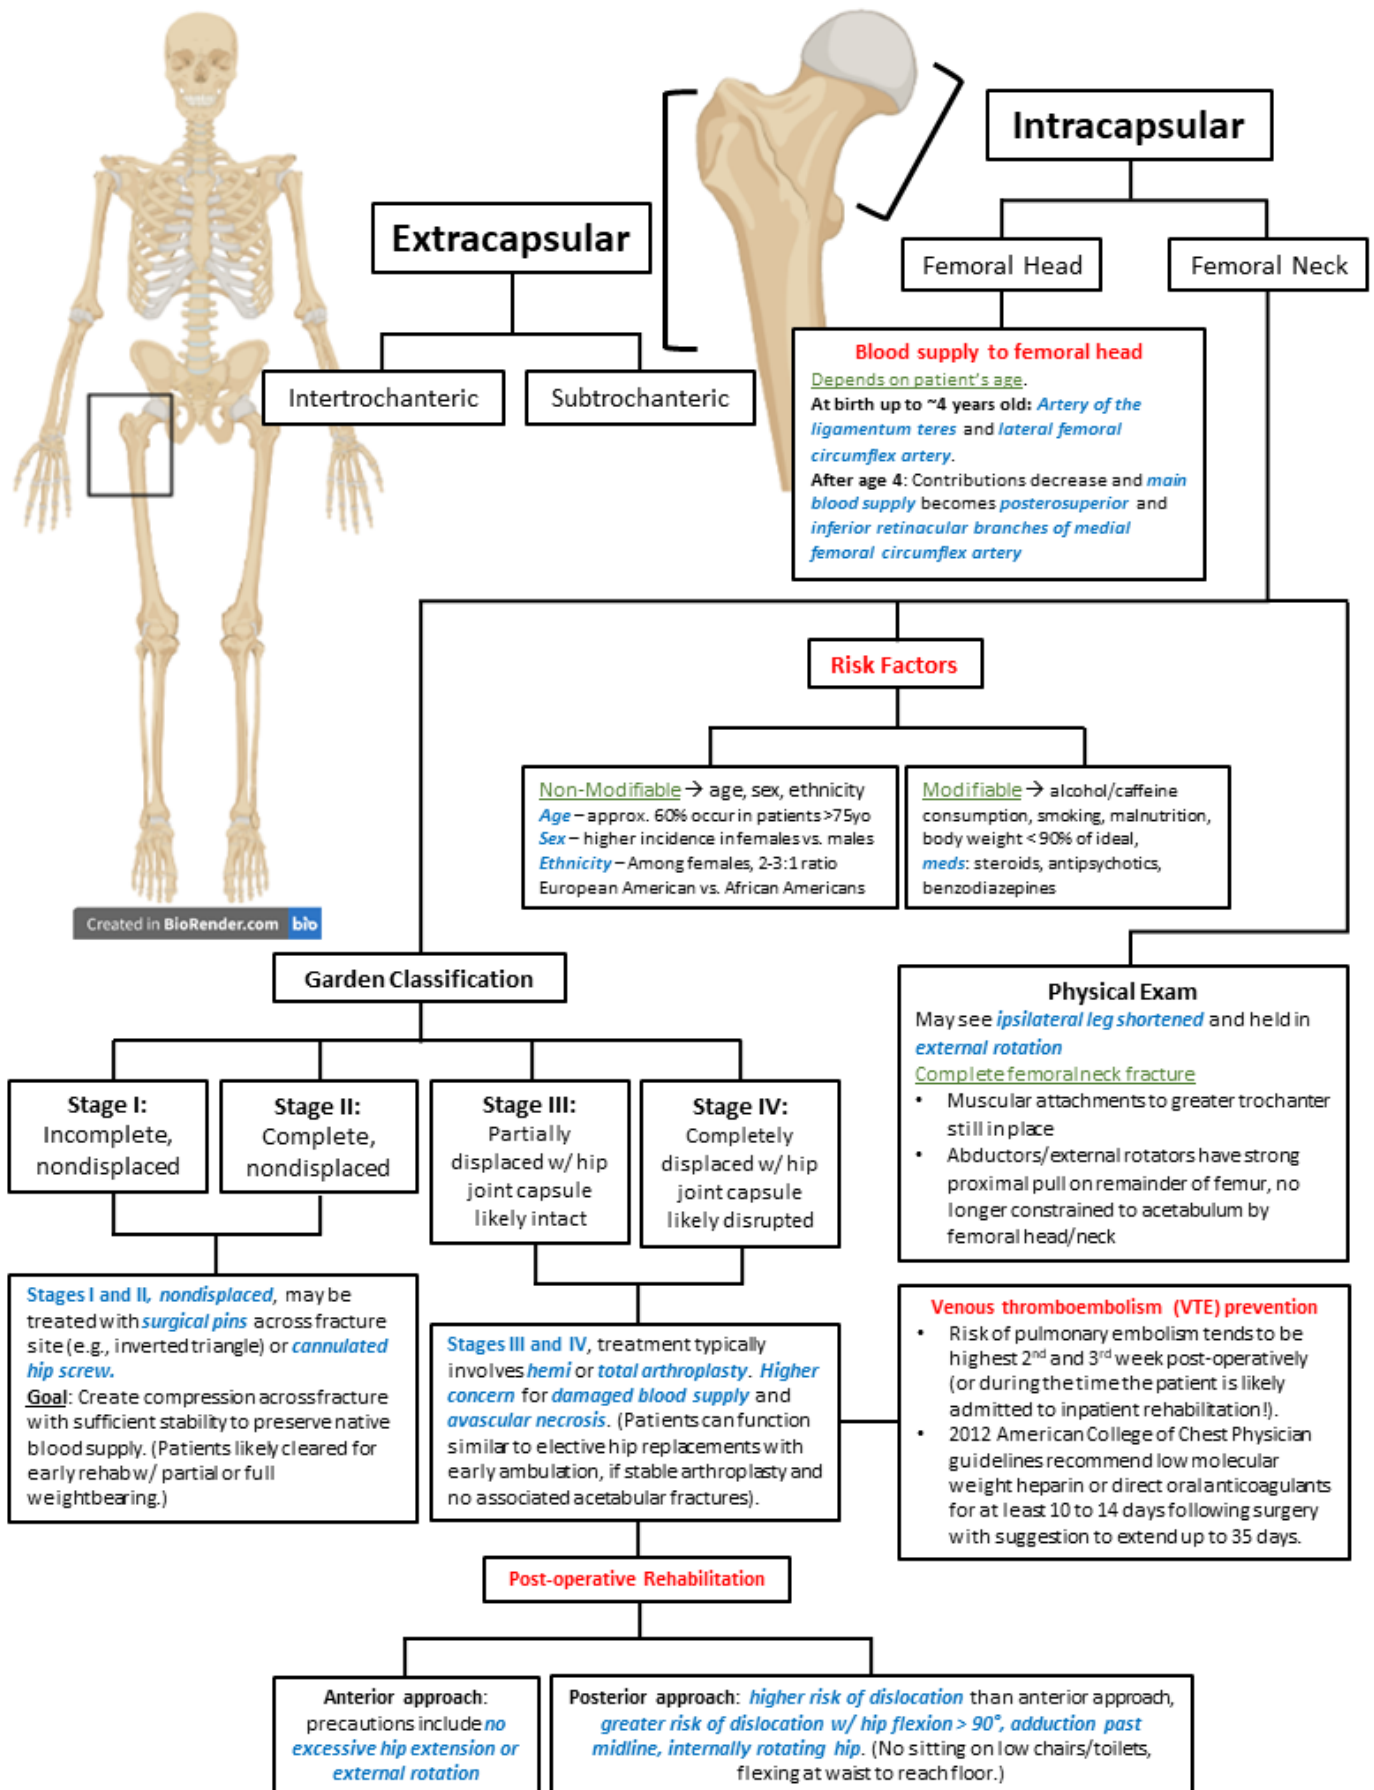 Intracapsular
Extracapsular
Femoral Head
Femoral Neck
Intertrochanteric
Subtrochanteric
Blood supply to femoral head
Depends on patient's age.
At birth up to ~4 years old: Artery of the
ligamentum teres and lateral femoral
circumflex artery.
After age 4: Contributions decrease and main
blood supply becomes posterosuperior and
inferior retinacular branches of medial
femoral circumflex artery
Risk Factors
Non-Modifiable → age, sex, ethnicity
Age – approx. 60% occur in patients >75yo
Sex – higher incidence in females vs. males
Ethnicity – Among females, 2-3:1 ratio
European American vs. African Americans
Modifiable → alcohol/caffeine
consumption, smoking, malnutrition,
body weight < 90% of ideal,
meds: steroids, antipsychotics,
benzodiazepines
Created in BioRender.com bio
Garden Classification
Stage I:
Incomplete,
nondisplaced
Stage II:
Complete,
nondisplaced
Stage III:
Partially
displaced w/ hip
joint capsule
likely intact
Stage IV:
Completely
displaced w/ hip
joint capsule
likely disrupted
Physical Exam
May see ipsilateral leg shortened and held in
external rotation
Complete femoral neck fracture
• Muscular attachments to greater trochanter
still in place
• Abductors/external rotators have strong
proximal pull on remainder of femur, no
longer constrained to acetabulum by
femoral head/neck
Stages I and II, nondisplaced, may be
treated with surgical pins across fracture
site (e.g., inverted triangle) or cannulated
hip screw.
Goal: Create compression across fracture
with sufficient stability to preserve native
blood supply. (Patients likely cleared for
early rehab w/ partial or full
weightbearing.)
Stages III and IV, treatment typically
involves hemi or total arthroplasty. Higher
concern for damaged blood supply and
avascular necrosis. (Patients can function
similar to elective hip replacements with
early ambulation, if stable arthroplasty and
no associated acetabular fractures).
Venous thromboembolism (VTE) prevention
• Risk of pulmonary embolism tends to be
highest 2nd and 3rd week post-operatively
(or during the time the patient is likely
admitted to inpatient rehabilitation!).
• 2012 American College of Chest Physician
guidelines recommend low molecular
weight heparin or direct oral anticoagulants
for at least 10 to 14 days following surgery
with suggestion to extend up to 35 days.
Post-operative Rehabilitation
Anterior approach:
precautions include no
excessive hip extension or
external rotation
Posterior approach: higher risk of dislocation than anterior approach,
greater risk of dislocation w/ hip flexion > 90°, adduction past
midline, internally rotating hip. (No sitting on low chairs/toilets,
flexing at waist to reach floor.)